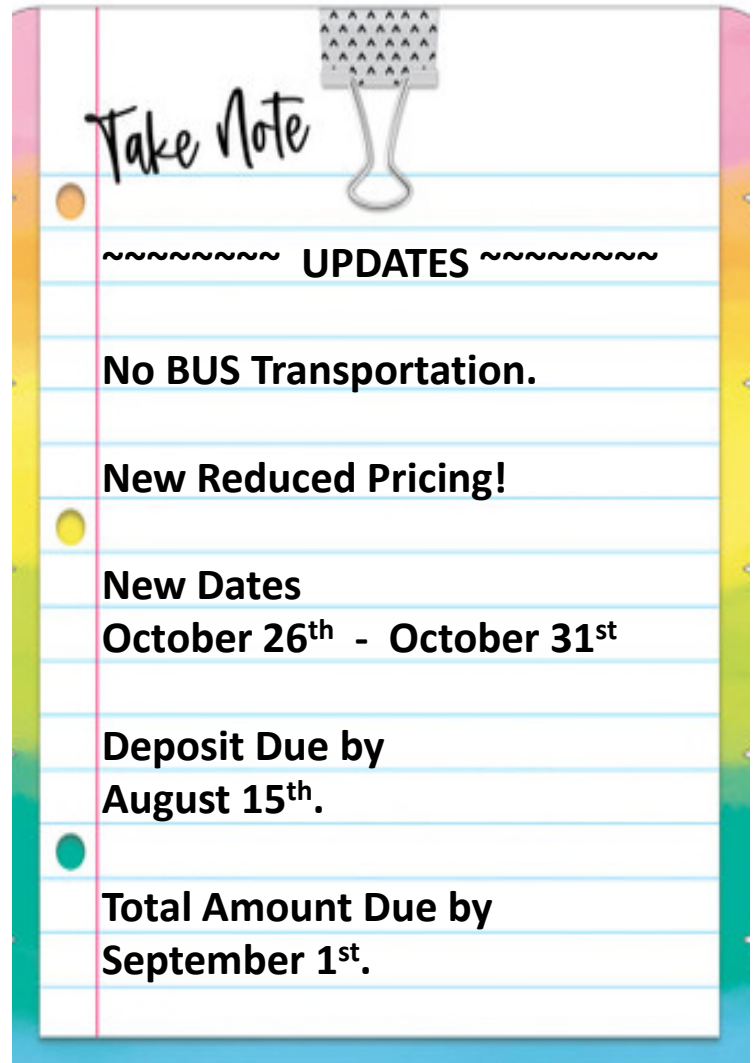 Take Note
~~~~~~~~ UPDATES ~~~~~~~~
No BUS Transportation.
New Reduced Pricing!
New Dates
October 26th - October 31st
Deposit Due by
August 15th.
Total Amount Due by
September 1st.